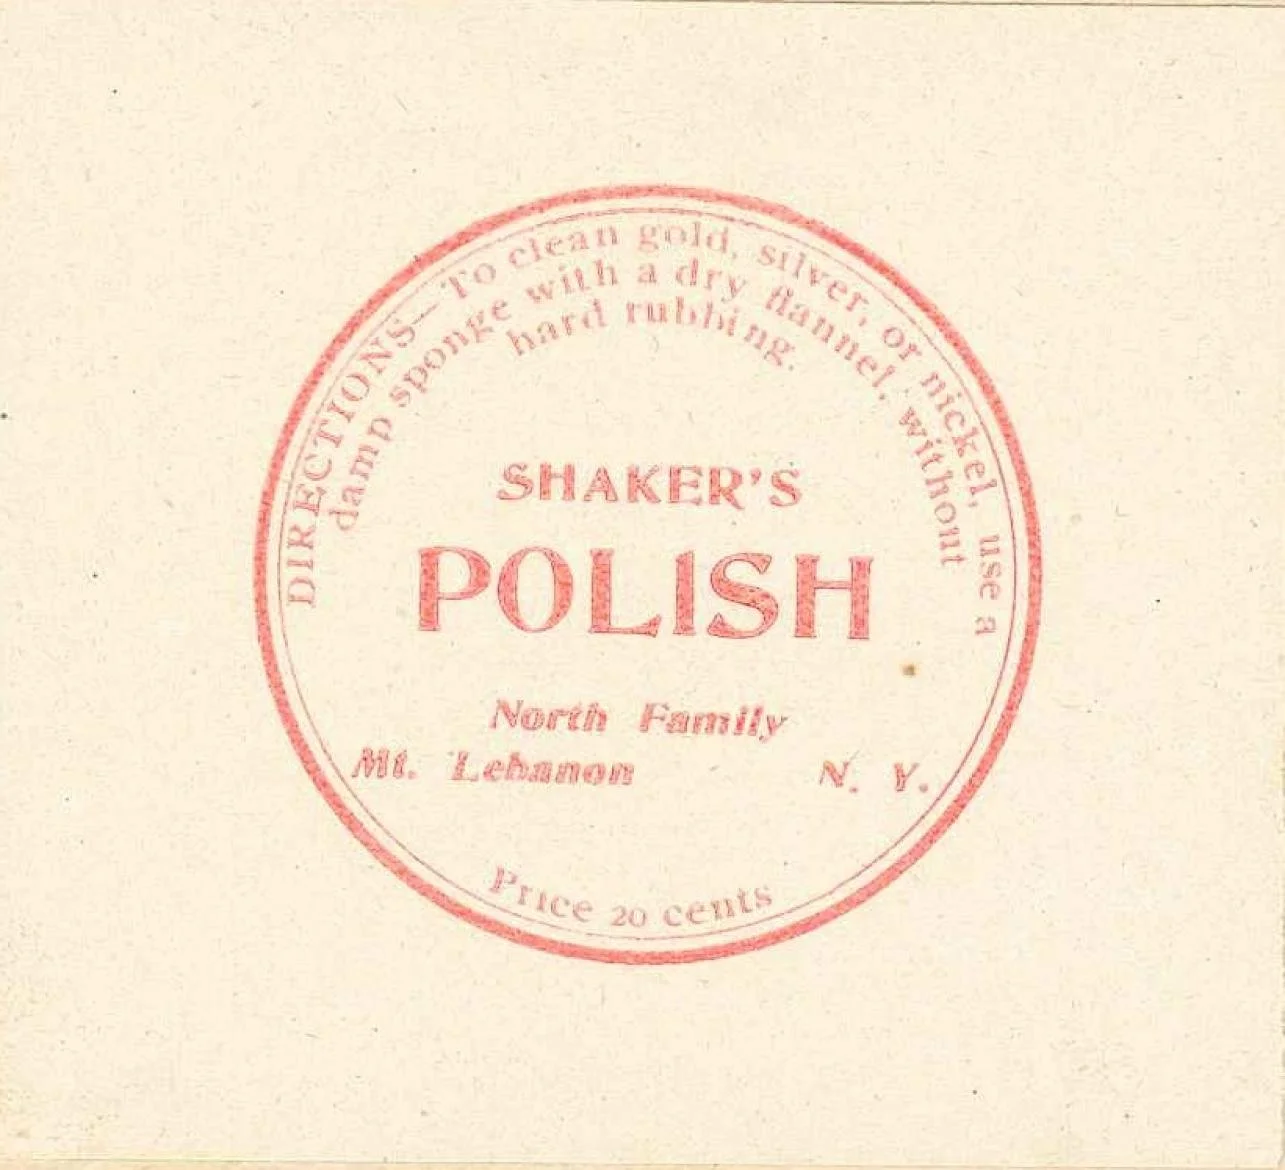 DIRECTIONS—To clean gold, silver, or nickel, use a
damp sponge with a dry flannel, without
hard rubbing.
SHAKER'S
POLISH
North Family
Mt. Lebanon N. Y.
Price 20 cents